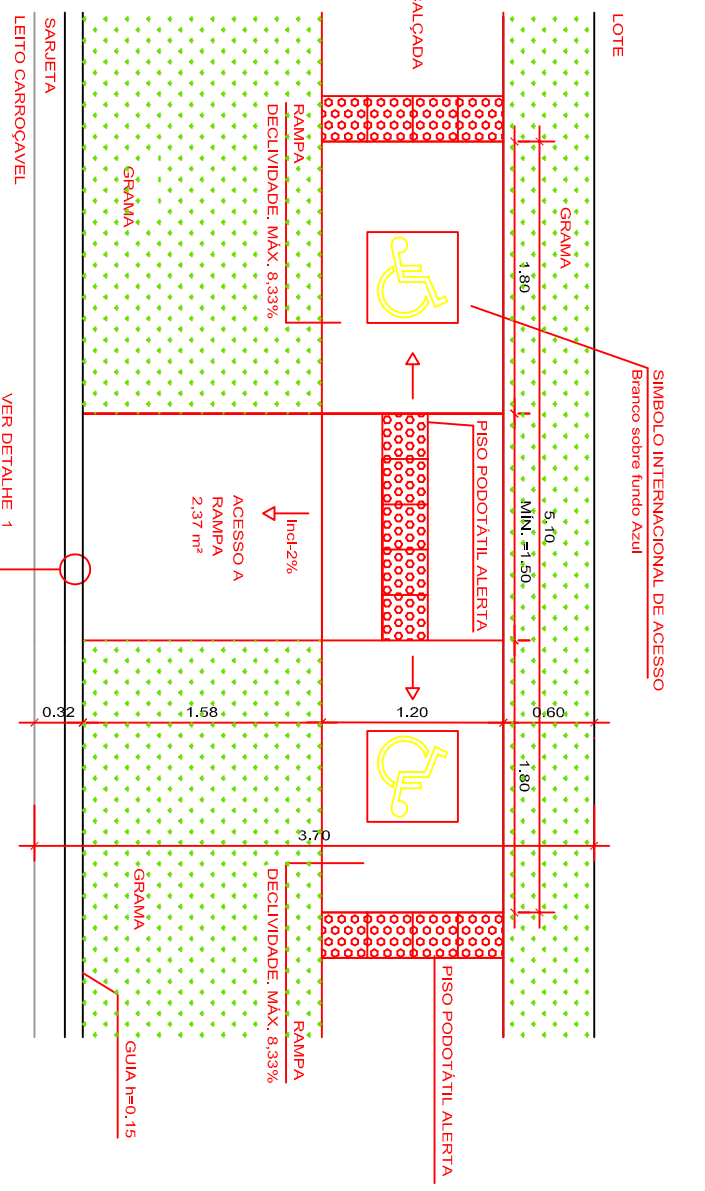 LOTE
CALÇADA
SARJETA
LEITO CARROÇAVEL
RAMPA
DECLIVIDADE. MÁX. 8,33%
GRAMA
GRAMA
1.80
SIMBOLO INTERNACIONAL DE ACESSO
Branco sobre fundo Azul
5,10
MÍN. =1.50
PISO PODOTÁTIL ALERTA
Incl-2%
ACESSO A
RAMPA
2,37 m²
VER DETALHE 1
0.32
1.58
1.20
0.60
1.80
3.70
GRAMA
RAMPA
DECLIVIDADE. MÁX. 8,33%
PISO PODOTÁTIL ALERTA
GUIA h=0.15